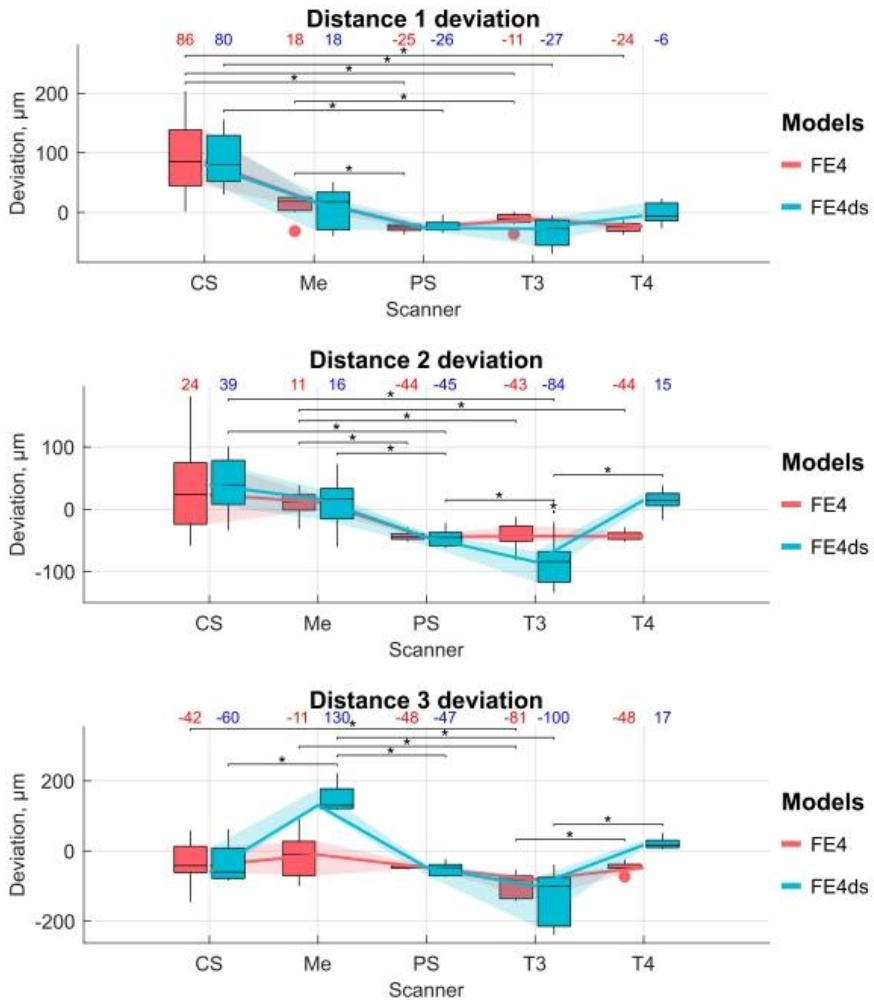 Distance 1 deviation
86 80 18 18 -25 -26 -11 -27 -24 -6
*
*
*
*
*
*
*
Deviation, µm
200
100
0
CS Me PS T3 T4
Scanner
Models
FE4
FE4ds
Distance 2 deviation
24 39 11 16 -44 -45 -43 -84 -44 15
*
*
*
*
*
*
*
*
*
Deviation, µm
100
0
-100
CS Me PS T3 T4
Scanner
Models
FE4
FE4ds
Distance 3 deviation
-42 -60 -11 130 -48 -47 -81 -100 -48 17
*
*
*
*
*
*
*
Deviation, µm
200
0
-200
CS Me PS T3 T4
Scanner
Models
FE4
FE4ds